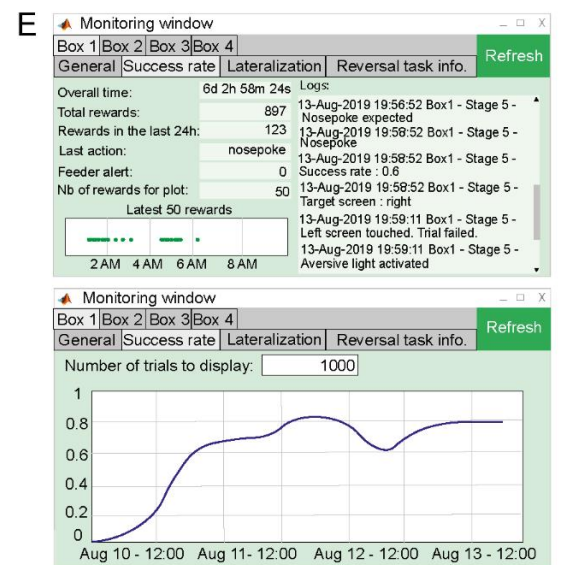 E
Monitoring window
Box 1 Box 2 Box 3 Box 4
General Success rate Lateralization Reversal task info.
Refresh
Overall time: 6d 2h 58m 24s
Total rewards: 897
Rewards in the last 24h: 123
Last action: nosepoke
Feeder alert: 0
Nb of rewards for plot: 50
Latest 50 rewards
2 AM 4 AM 6 AM 8 AM
Logs:
13-Aug-2019 19:56:52 Box1 - Stage 5 -
Nosepoke expected
13-Aug-2019 19:58:52 Box1 - Stage 5 -
Nosepoke
13-Aug-2019 19:58:52 Box1 - Stage 5 -
Success rate : 0.6
13-Aug-2019 19:58:52 Box1 - Stage 5 -
Target screen : right
13-Aug-2019 19:59:11 Box1 - Stage 5 -
Left screen touched. Trial failed.
13-Aug-2019 19:59:11 Box1 - Stage 5 -
Aversive light activated
Monitoring window
Box 1 Box 2 Box 3 Box 4
General Success rate Lateralization Reversal task info.
Refresh
Number of trials to display: 1000
1
0.8
0.6
0.4
0.2
0
Aug 10 - 12:00 Aug 11- 12:00 Aug 12 - 12:00 Aug 13 - 12:00